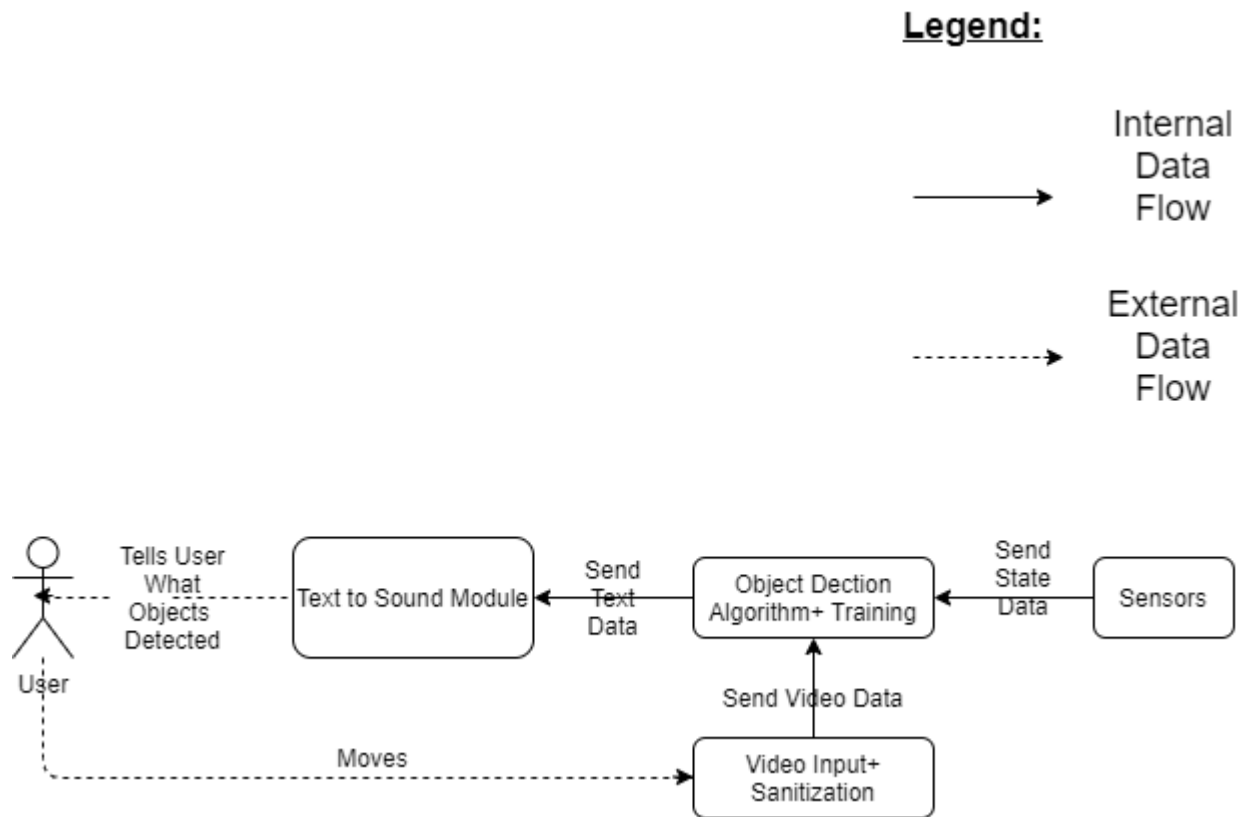 Legend:
Internal
Data
Flow
External
Data
Flow
Tells User
What
Objects
Detected
Text to Sound Module
Send
Text
Data
Object Dection
Algorithm+ Training
Send
State
Data
Sensors
User
Send Video Data
Moves
Video Input+
Sanitization